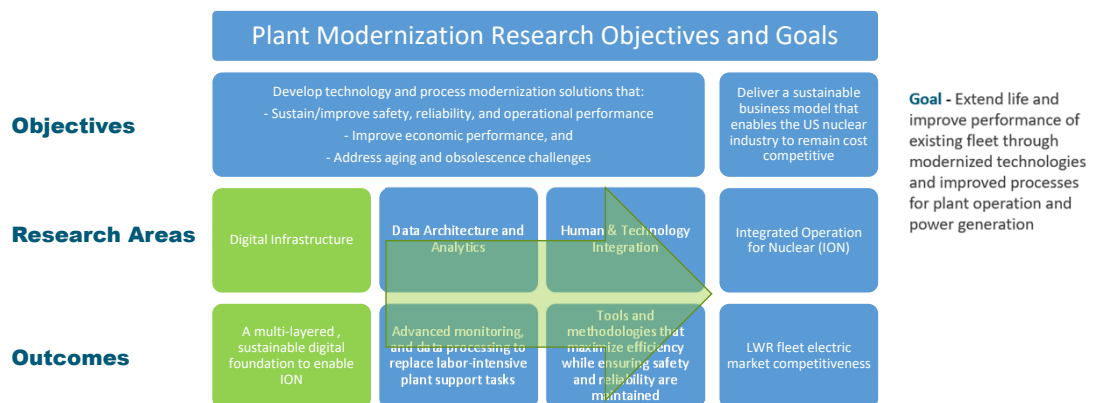 Plant Modernization Research Objectives and Goals
Objectives
Develop technology and process modernization solutions that:
- Sustain/improve safety, reliability, and operational performance
- Improve economic performance, and
- Address aging and obsolescence challenges
Deliver a sustainable
business model that
enables the US nuclear
industry to remain cost
competitive
Goal - Extend life and
improve performance of
existing fleet through
modernized technologies
and improved processes
for plant operation and
power generation
Research Areas
Digital Infrastructure
Data Architecture and
Analytics
Human & Technology
Integration
Integrated Operation
for Nuclear (ION)
Outcomes
A multi-layered ,
sustainable digital
foundation to enable
ION
Advanced monitoring,
and data processing to
replace labor-intensive
plant support tasks
Tools and
methodologies that
maximize efficiency
while ensuring safety
and reliability are
maintained
LWR fleet electric
market competitiveness